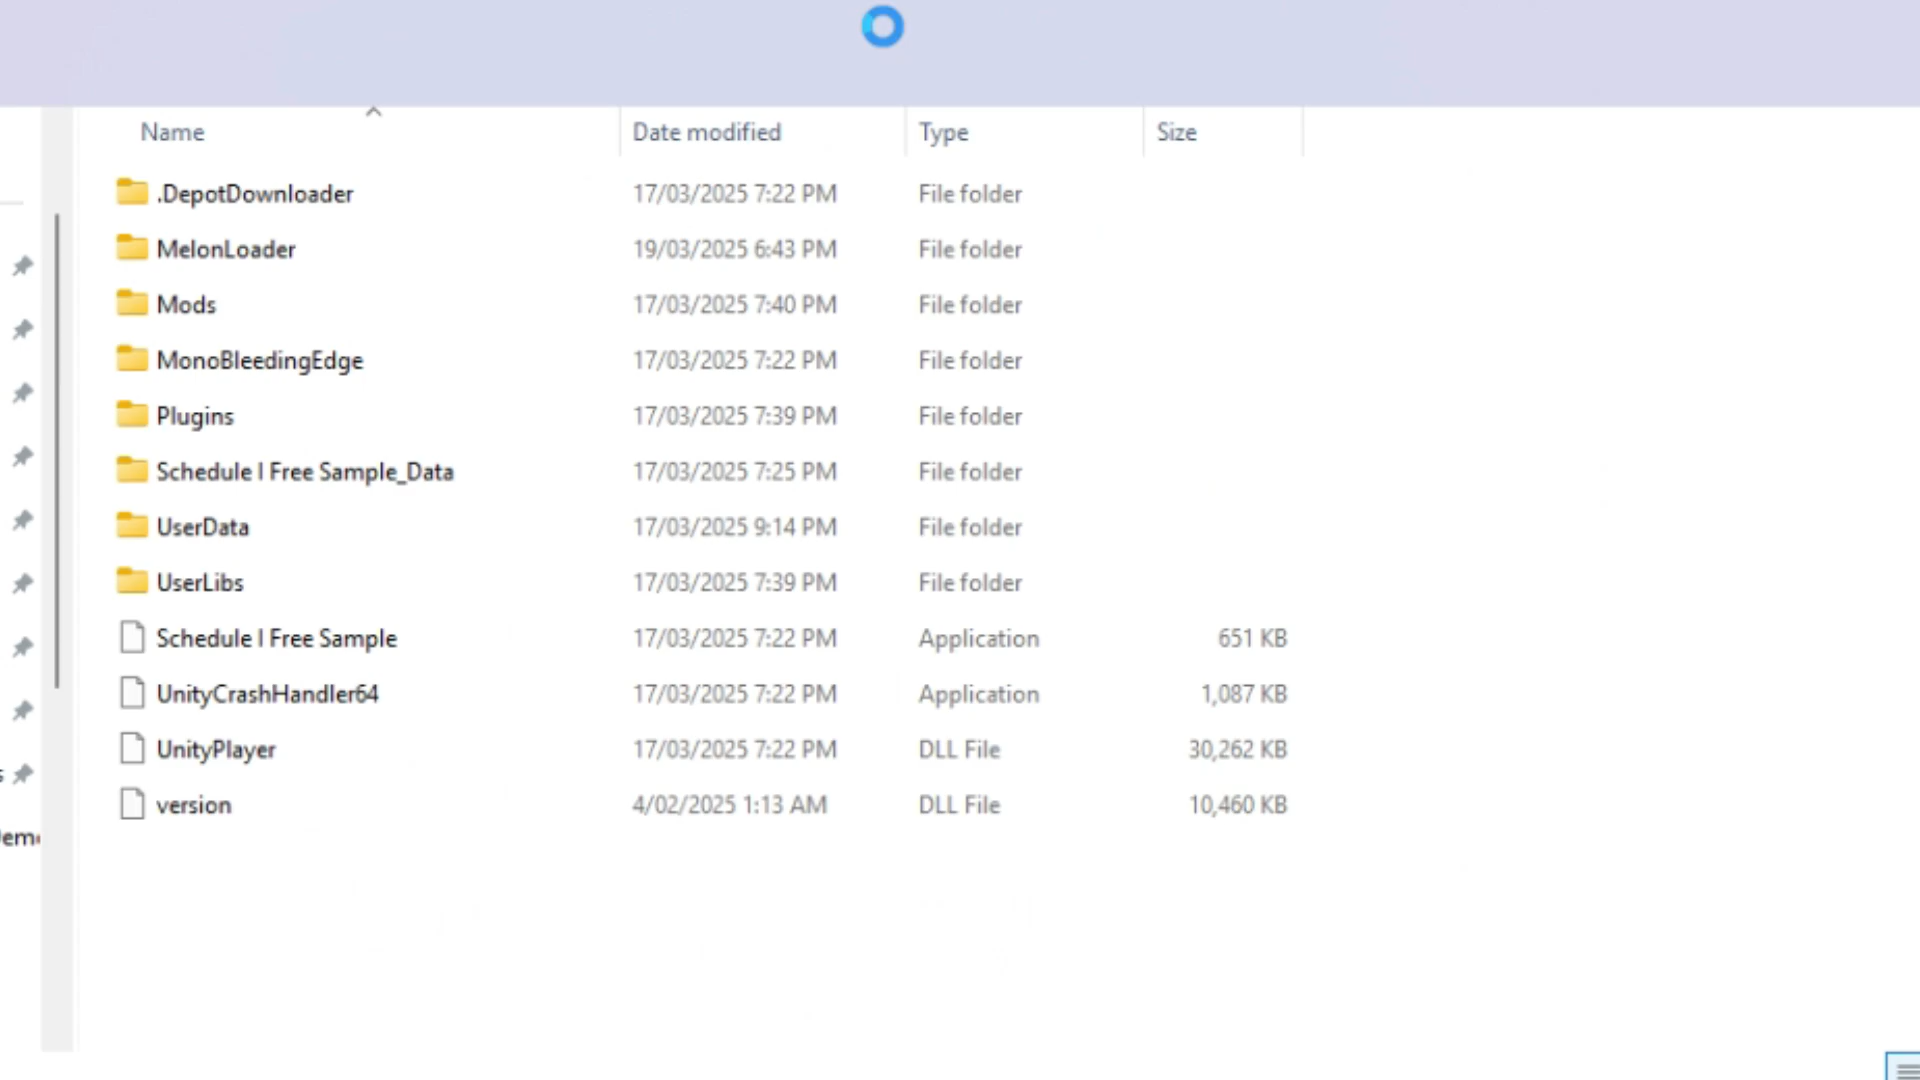 Name Date modified Type Size
.DepotDownloader 17/03/2025 7:22 PM File folder
MelonLoader 19/03/2025 6:43 PM File folder
Mods 17/03/2025 7:40 PM File folder
MonoBleedingEdge 17/03/2025 7:22 PM File folder
Plugins 17/03/2025 7:39 PM File folder
Schedule I Free Sample_Data 17/03/2025 7:25 PM File folder
UserData 17/03/2025 9:14 PM File folder
UserLibs 17/03/2025 7:39 PM File folder
Schedule I Free Sample 17/03/2025 7:22 PM Application 651 KB
UnityCrashHandler64 17/03/2025 7:22 PM Application 1,087 KB
UnityPlayer 17/03/2025 7:22 PM DLL File 30,262 KB
version 4/02/2025 1:13 AM DLL File 10,460 KB